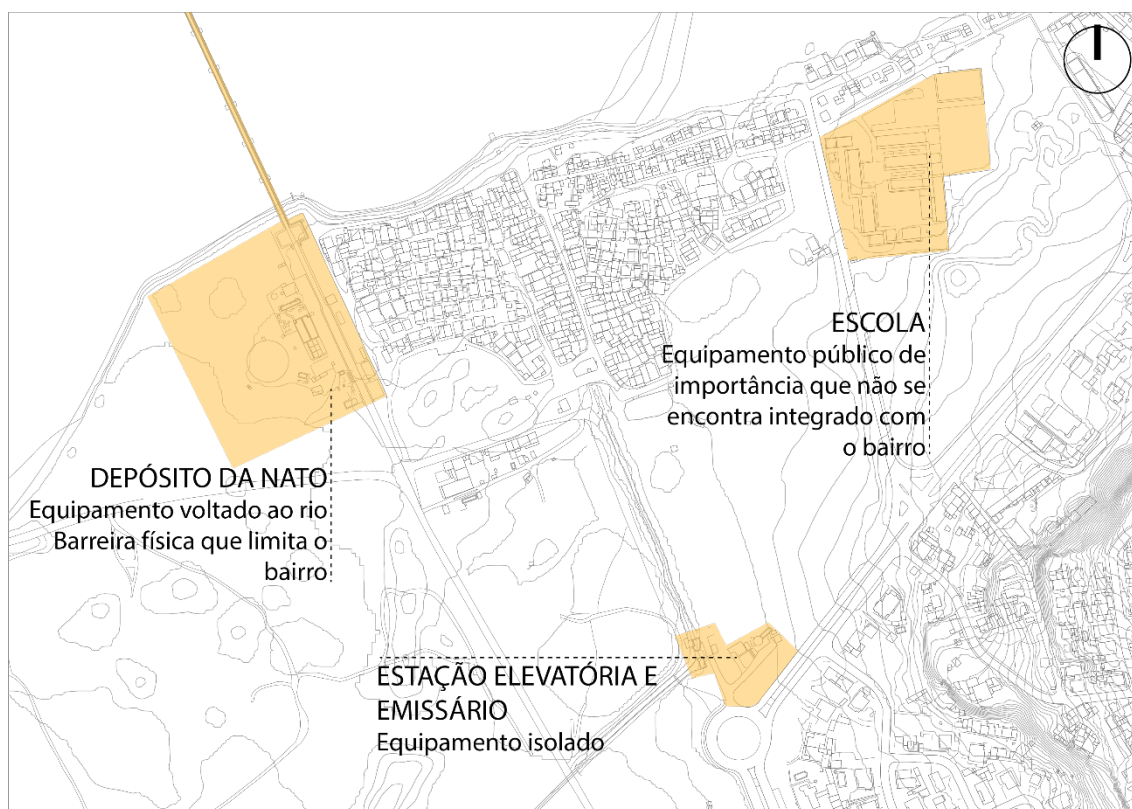 ESCOLA
Equipamento público de
importância que não se
encontra integrado com
o bairro
DEPÓSITO DA NATO
Equipamento voltado ao rio
Barreira física que limita o
bairro
ESTAÇÃO ELEVATÓRIA E
EMISSÁRIO
Equipamento isolado